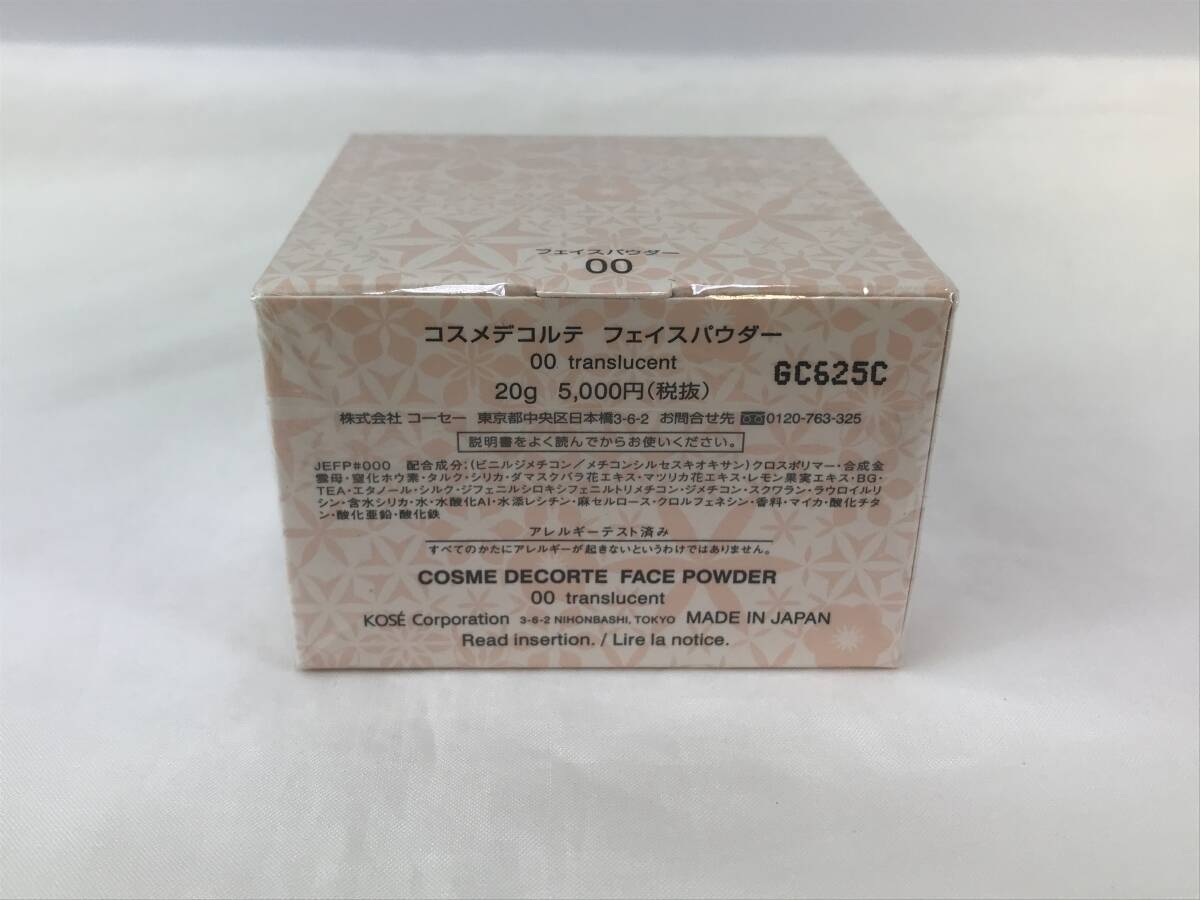 フェイスパウダー
00
コスメデコルテ フェイスパウダー
00 translucent
GC625C
20g 5,000円(税抜)
株式会社 コーセー 東京都中央区日本橋3-6-2 お問合せ先 0120-763-325
説明書をよく読んでからお使いください。
JEFP#000 配合成分:(ビニルジメチコン/メチコンシルセスキオキサン)クロスポリマー・合成金
雲母・窒化ホウ素・タルク・シリカ・ダマスクバラ花エキス・マツリカ花エキス・レモン果実エキス・BG・
TEA・エタノール・シルク・ジフェニルシロキシフェニルトリメチコン・ジメチコン・スクワラン・ラウロイルリ
シン・含水シリカ・水・水酸化Al・水添レシチン・麻セルロース・クロルフェネシン・香料・マイカ・酸化チタ
ン・酸化亜鉛・酸化鉄
アレルギーテスト済み
すべてのかたにアレルギーが起きないというわけではありません。
COSME DECORTE FACE POWDER
00 translucent
KOSÉ Corporation 3-6-2 NIHONBASHI, TOKYO MADE IN JAPAN
Read insertion. / Lire la notice.